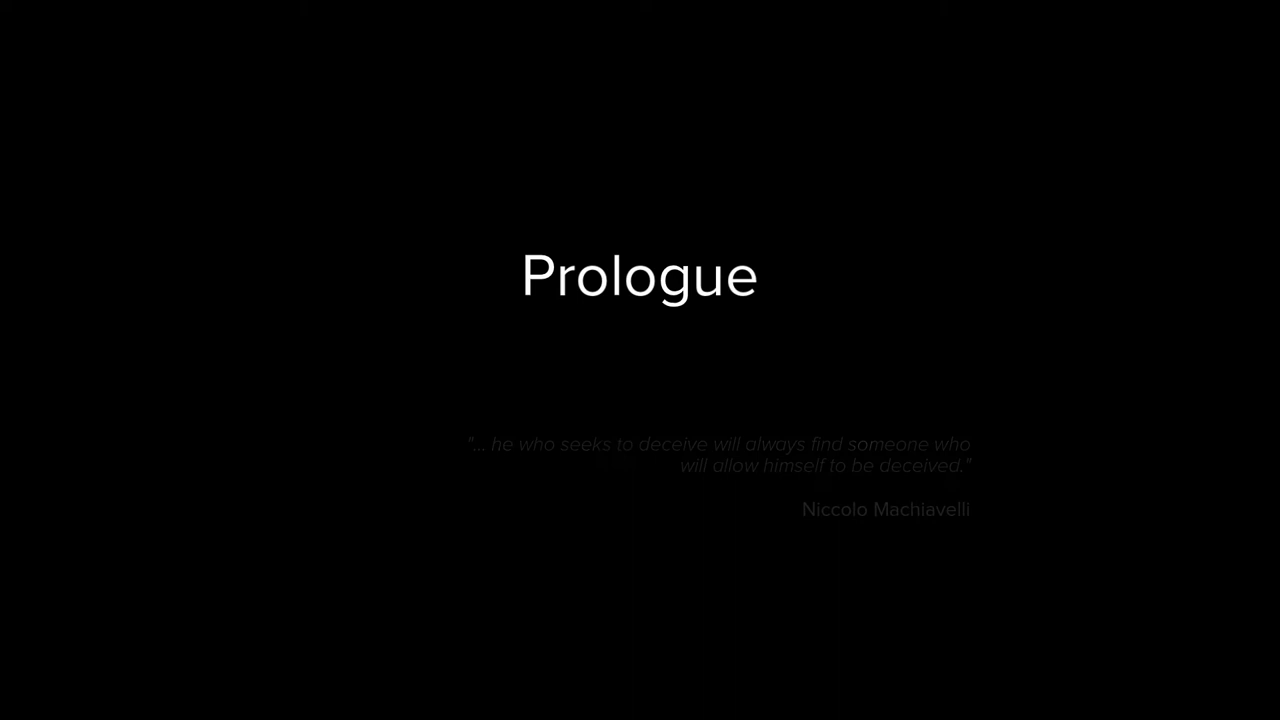 Prologue
"... he who seeks to deceive will always find someone who
will allow himself to be deceived."
Niccolo Machiavelli